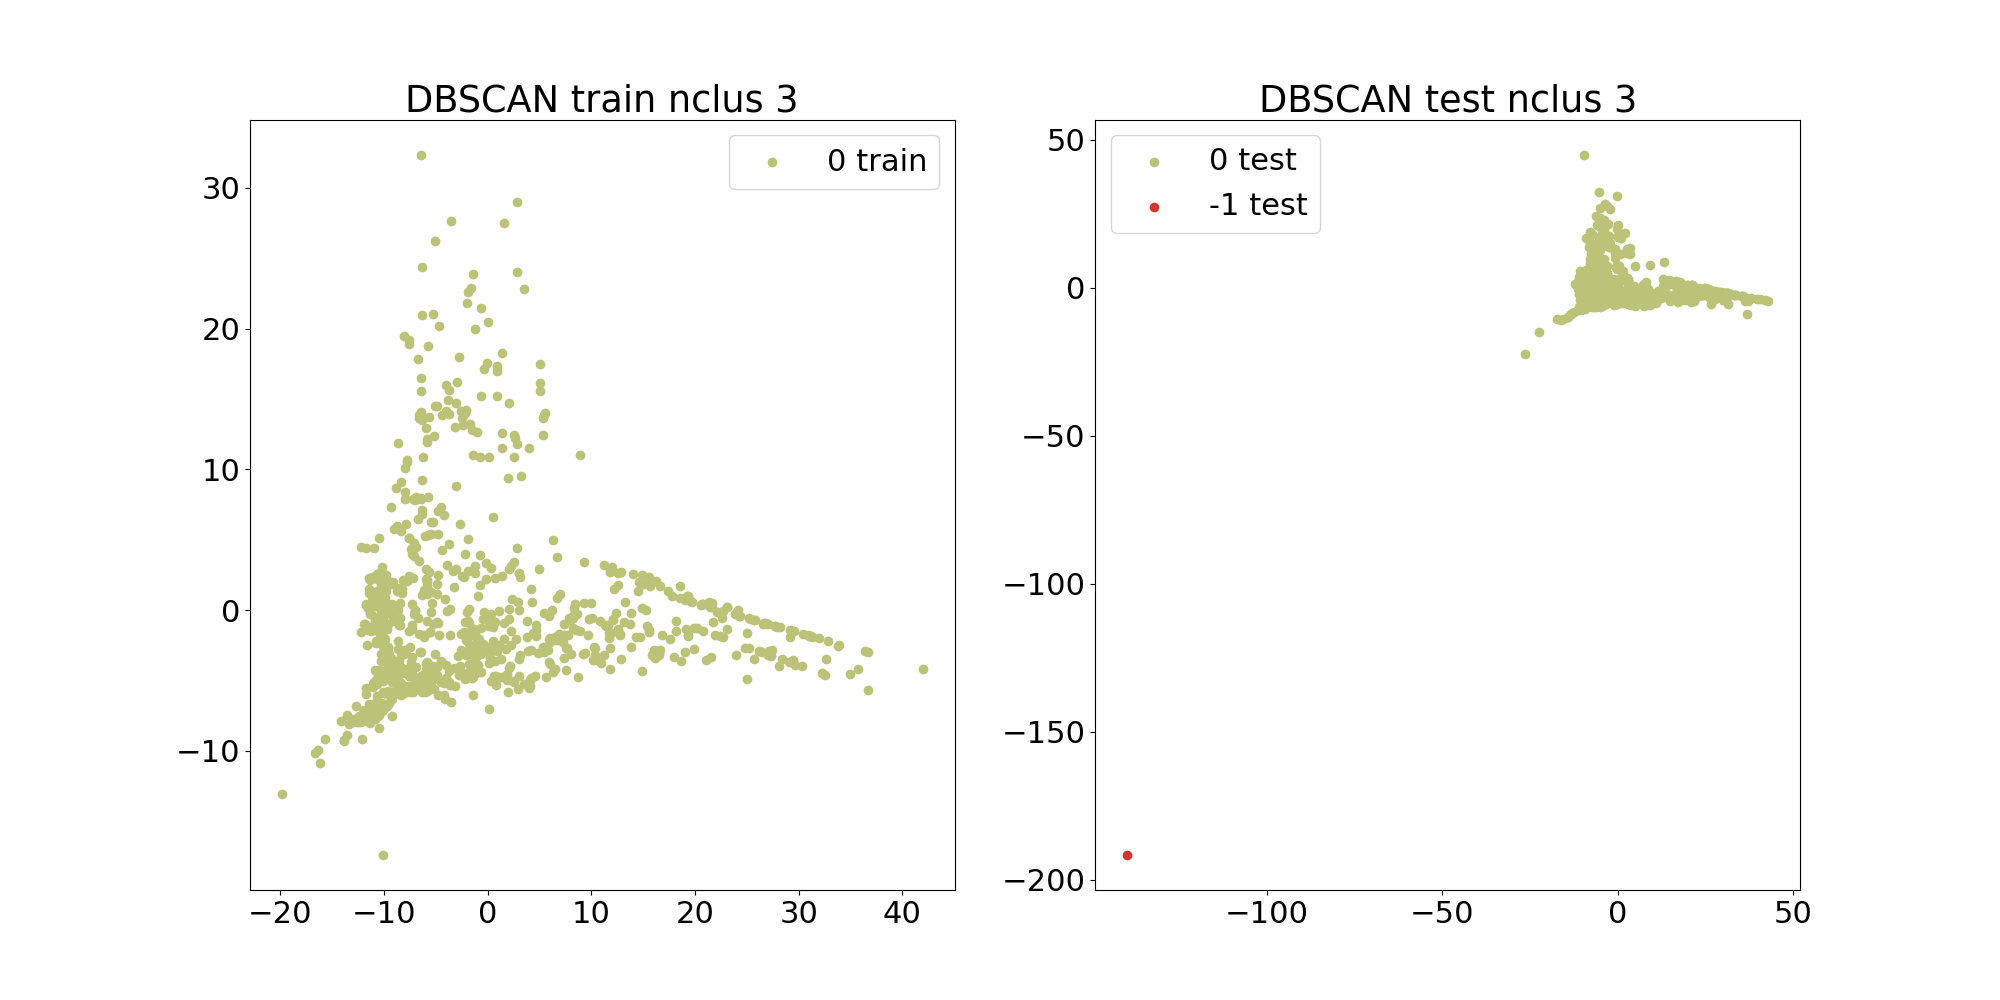 DBSCAN train nclus 3
0 train
30
20
10
0
−10
−20 −10 0 10 20 30 40
DBSCAN test nclus 3
0 test
-1 test
50
0
−50
−100
−150
−200
−100 −50 0 50